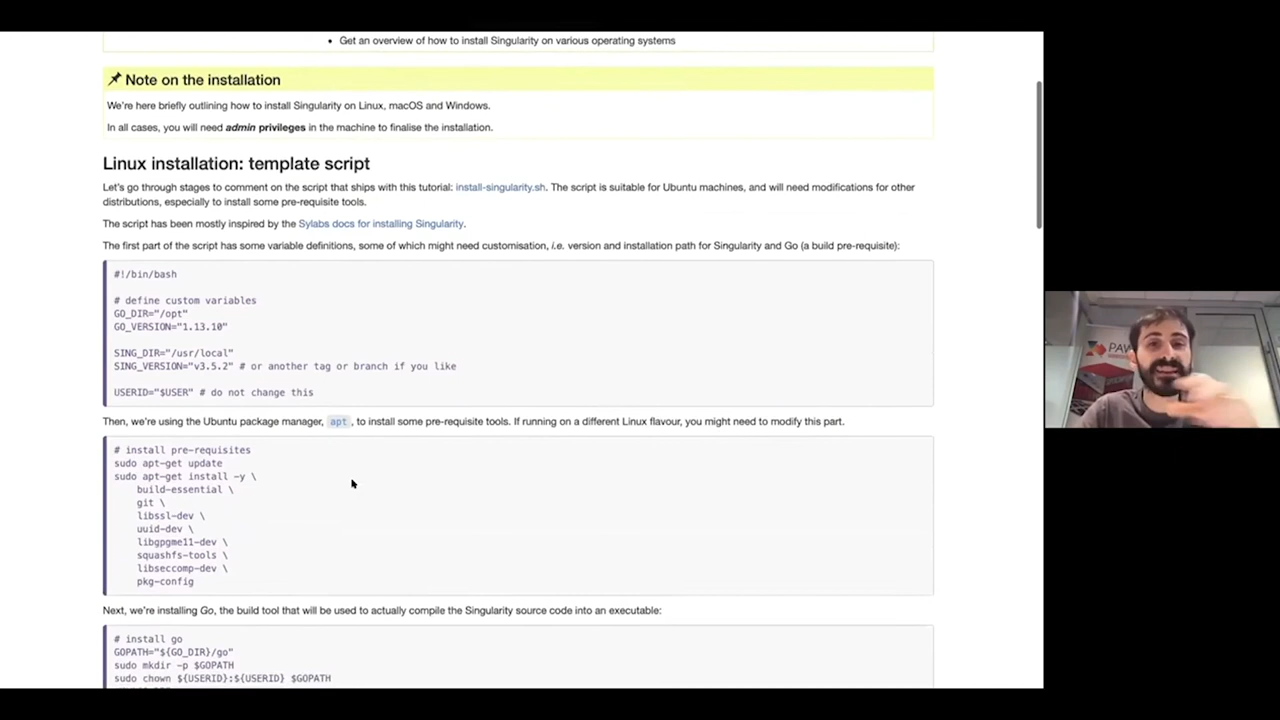 Get an overview of how to install Singularity on various operating systems
Note on the installation
We're here briefly outlining how to install Singularity on Linux, macOS and Windows.
In all cases, you will need admin privileges in the machine to finalise the installation.
Linux installation: template script
Let's go through stages to comment on the script that ships with this tutorial: install-singularity.sh. The script is suitable for Ubuntu machines, and will need modifications for other
distributions, especially to install some pre-requisite tools.
The script has been mostly inspired by the Sylabs docs for installing Singularity.
The first part of the script has some variable definitions, some of which might need customisation, i.e. version and installation path for Singularity and Go (a build pre-requisite):
#!/bin/bash
# define custom variables
GO_DIR="/opt"
GO_VERSION="1.13.10"
SING_DIR="/usr/local"
SING_VERSION="v3.5.2" # or another tag or branch if you like
USERID="$USER" # do not change this
Then, we're using the Ubuntu package manager, apt, to install some pre-requisite tools. If running on a different Linux flavour, you might need to modify this part.
# install pre-requisites
sudo apt-get update
sudo apt-get install -y \
build-essential \
git \
libssl-dev \
uuid-dev \
libgpgme11-dev \
squashfs-tools \
libseccomp-dev \
pkg-config
Next, we're installing Go, the build tool that will be used to actually compile the Singularity source code into an executable:
# install go
GOPATH="${GO_DIR}/go"
sudo mkdir -p $GOPATH
sudo chown ${USERID}:${USERID} $GOPATH